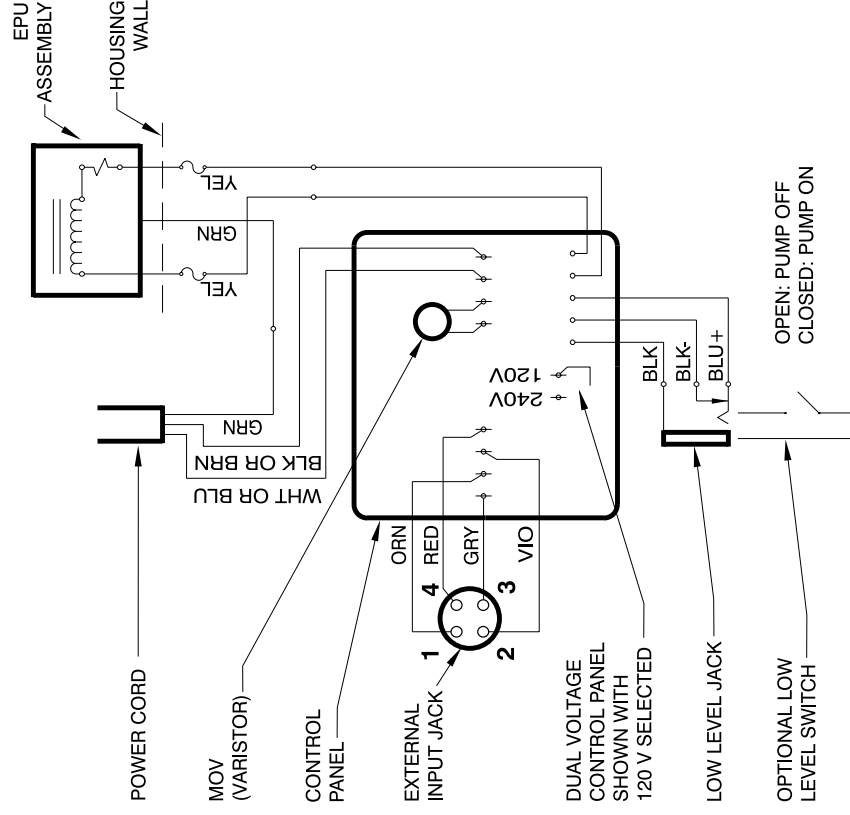 EPU
ASSEMBLY
HOUSING
WALL
YEL
GRN
YEL
GRN
BLK OR BRN
WHT OR BLU
120V
240V
BLK
BLK-
BLU+
OPEN: PUMP OFF
CLOSED: PUMP ON
ORN
RED
GRY
VIO
4
3
1
2
POWER CORD
MOV
(VARISTOR)
CONTROL
PANEL
EXTERNAL
INPUT JACK
DUAL VOLTAGE
CONTROL PANEL
SHOWN WITH
120 V SELECTED
LOW LEVEL JACK
OPTIONAL LOW
LEVEL SWITCH